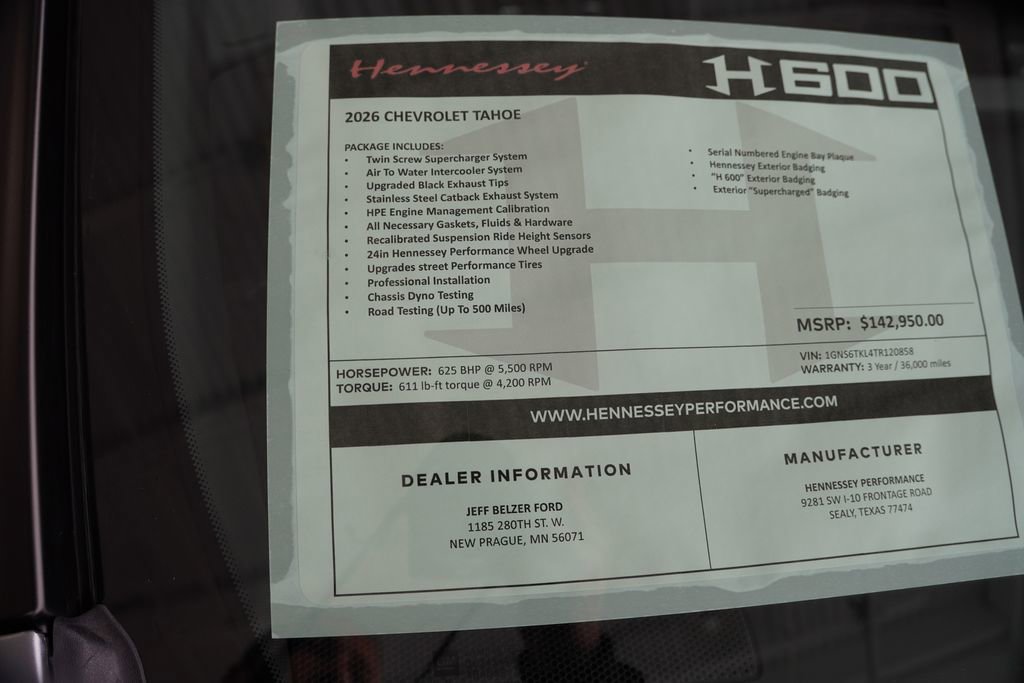 Hennessey
H600
2026 CHEVROLET TAHOE
PACKAGE INCLUDES:
• Twin Screw Supercharger System
• Air To Water Intercooler System
• Upgraded Black Exhaust Tips
• Stainless Steel Catback Exhaust System
• HPE Engine Management Calibration
• All Necessary Gaskets, Fluids & Hardware
• Recalibrated Suspension Ride Height Sensors
• 24in Hennessey Performance Wheel Upgrade
• Upgrades street Performance Tires
• Professional Installation
• Chassis Dyno Testing
• Road Testing (Up To 500 Miles)
• Serial Numbered Engine Bay Plaque
• Hennessey Exterior Badging
• "H 600" Exterior Badging
• Exterior "Supercharged" Badging
MSRP: $142,950.00
HORSEPOWER: 625 BHP @ 5,500 RPM
TORQUE: 611 lb-ft torque @ 4,200 RPM
VIN: 1GNS6TKL4TR120858
WARRANTY: 3 Year / 36,000 miles
WWW.HENNESSEYPERFORMANCE.COM
DEALER INFORMATION
JEFF BELZER FORD
1185 280TH ST. W.
NEW PRAGUE, MN 56071
MANUFACTURER
HENNESSEY PERFORMANCE
9281 SW I-10 FRONTAGE ROAD
SEALY, TEXAS 77474